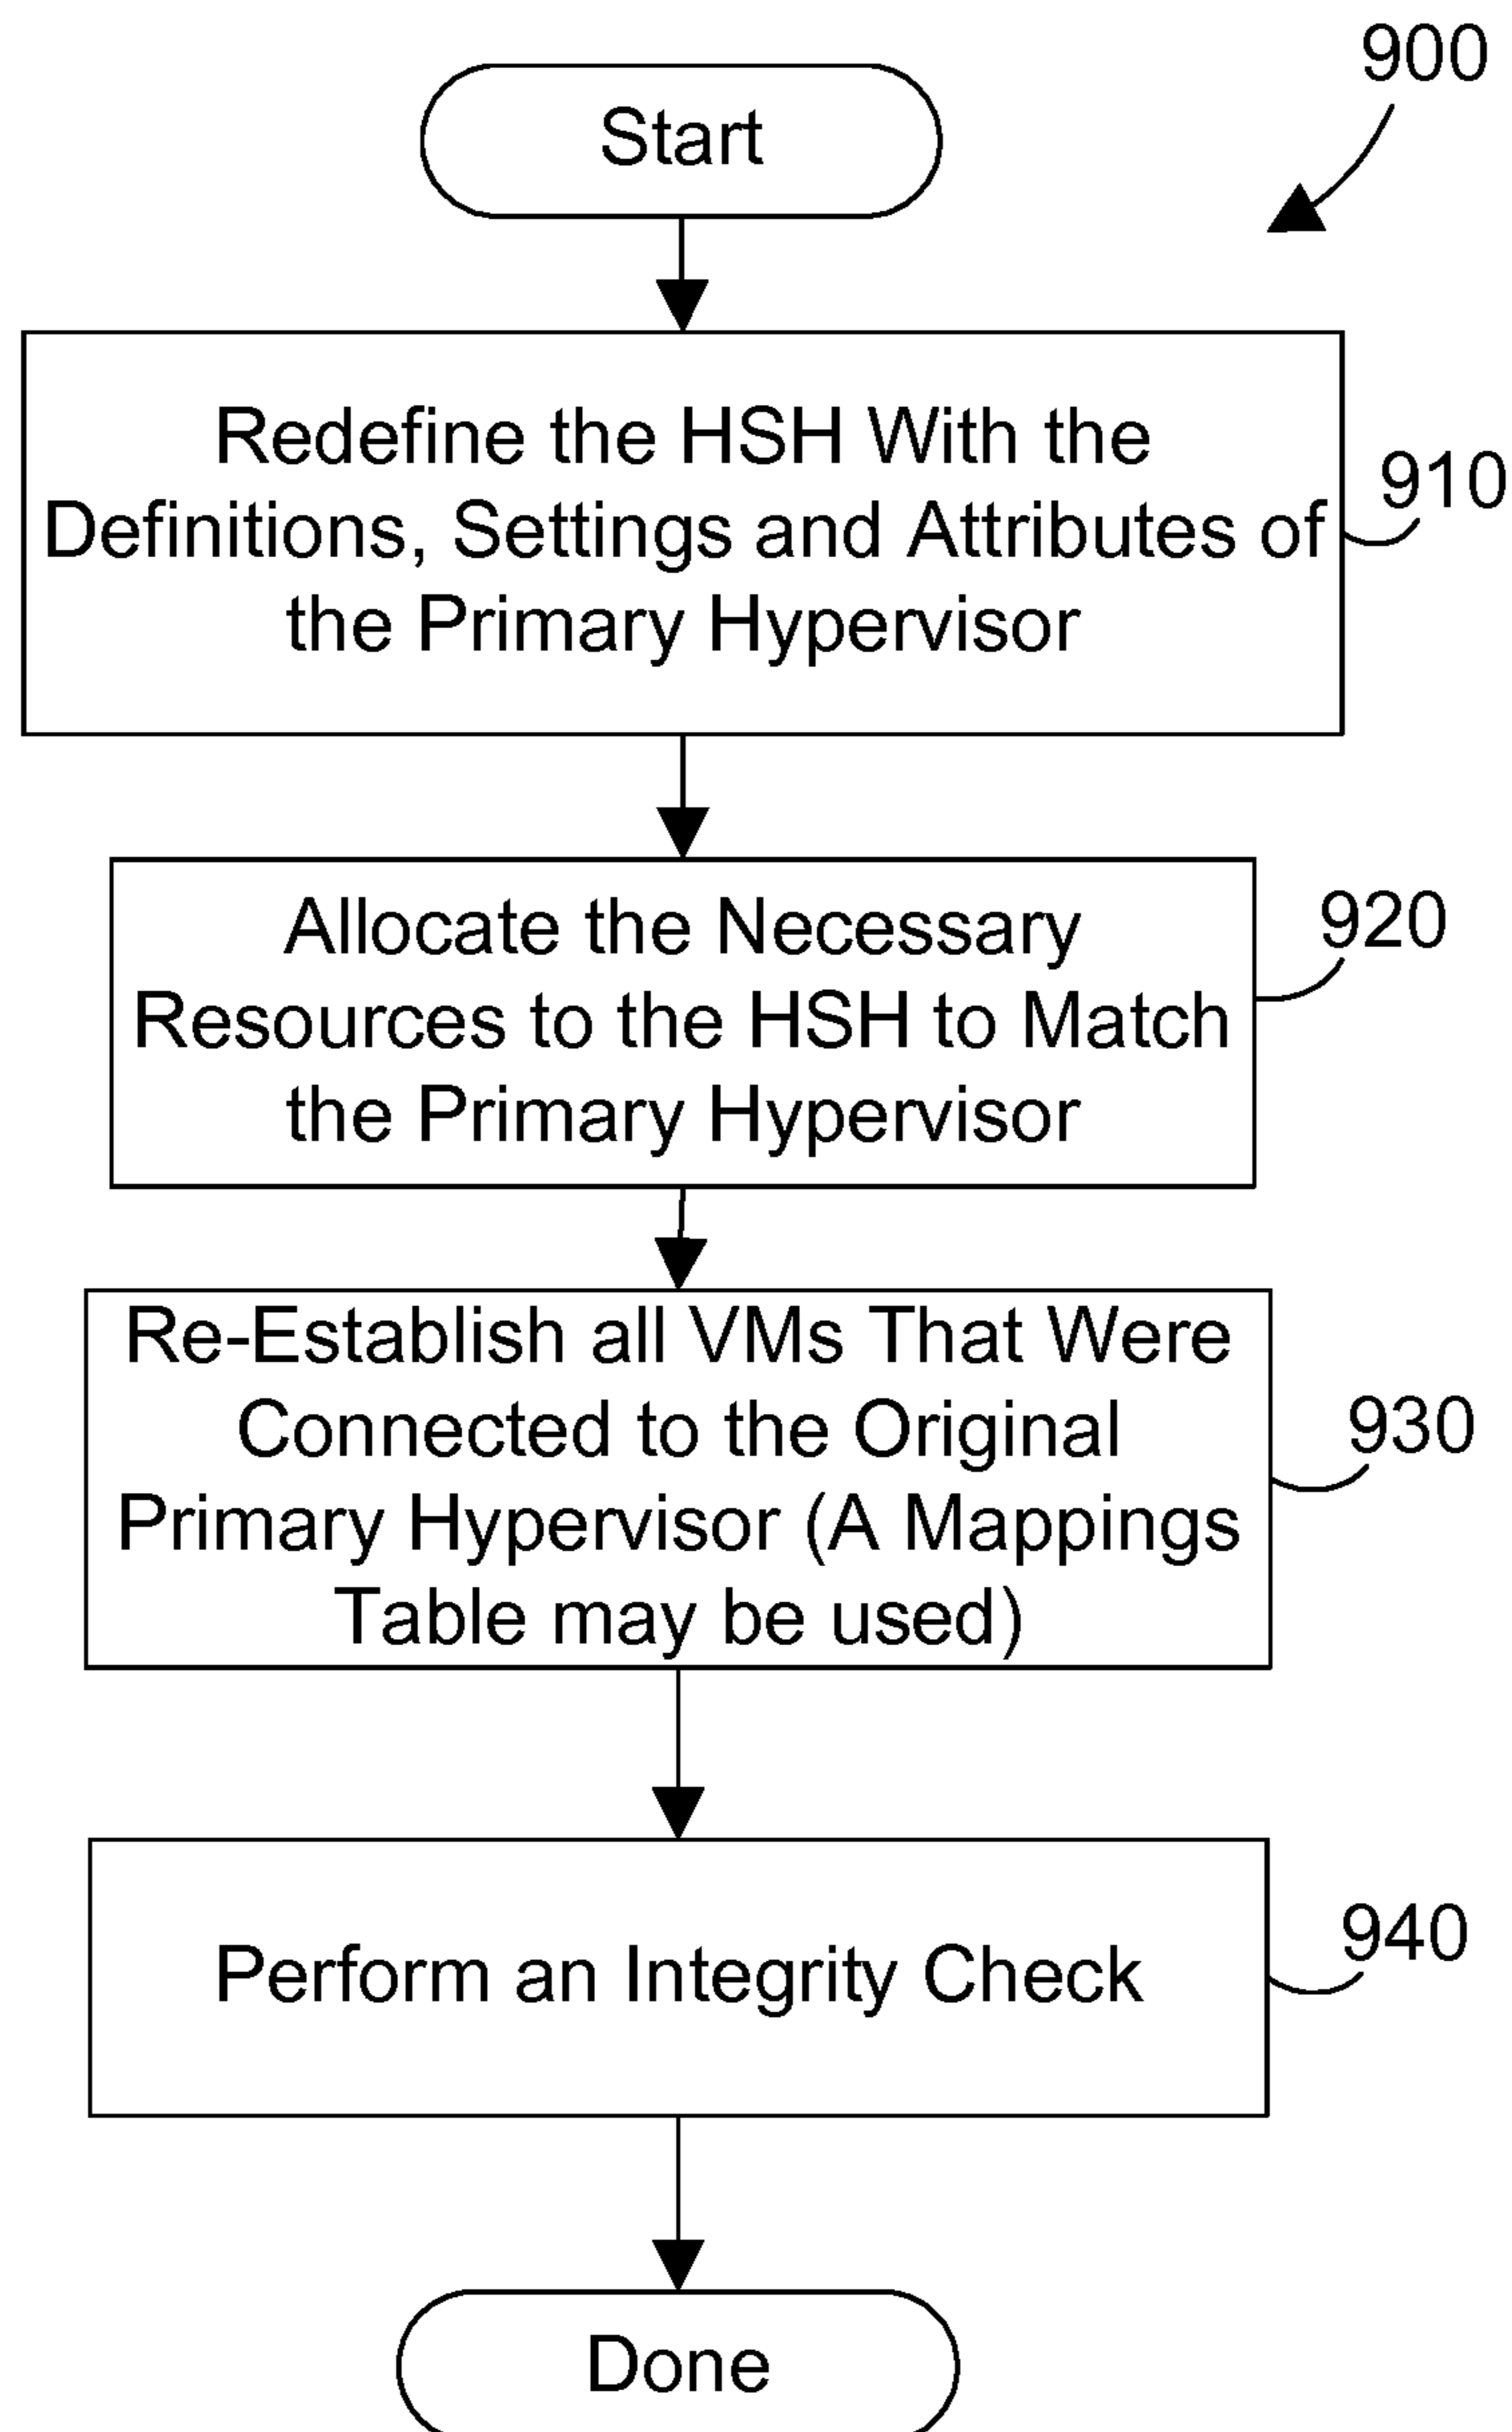 900
Start
Redefine the HSH With the
Definitions, Settings and Attributes of
the Primary Hypervisor
910
Allocate the Necessary
Resources to the HSH to Match
the Primary Hypervisor
920
Re-Establish all VMs That Were
Connected to the Original
Primary Hypervisor (A Mappings
Table may be used)
930
Perform an Integrity Check
940
Done